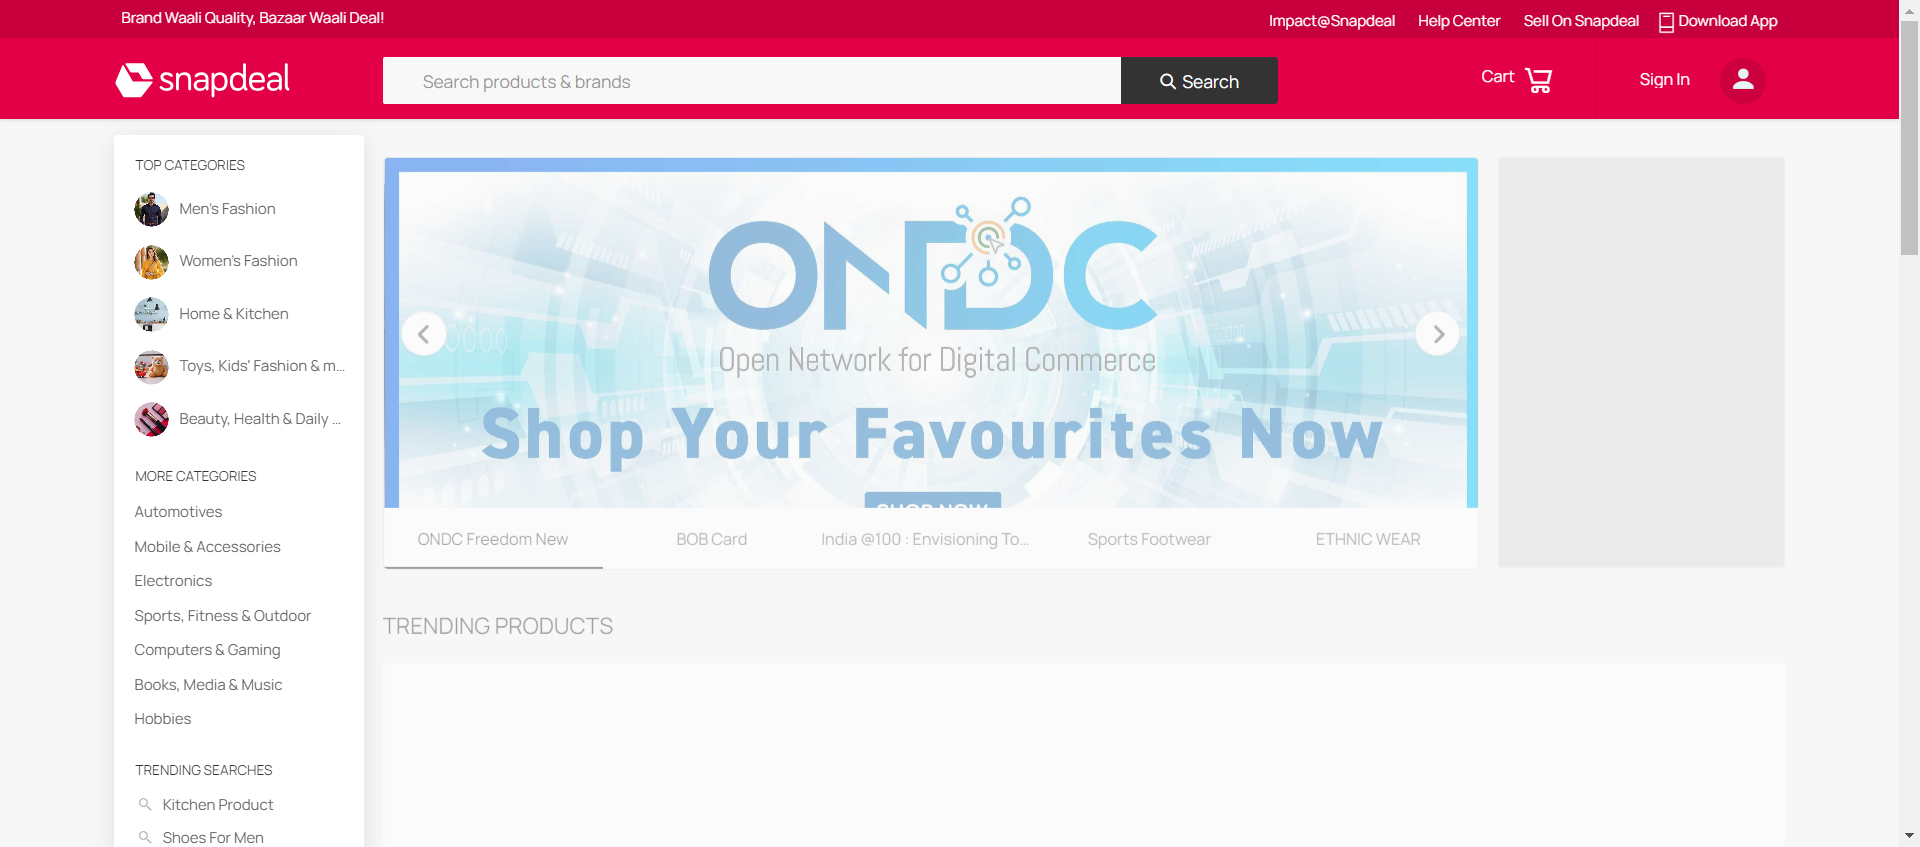 Brand Waali Quality, Bazaar Waali Deal!
Impact@Snapdeal
Help Center
Sell On Snapdeal
Download App
snapdeal
Search products & brands
Search
Cart
Sign In
TOP CATEGORIES
Men's Fashion
Women's Fashion
Home & Kitchen
Toys, Kids' Fashion & m...
Beauty, Health & Daily ...
MORE CATEGORIES
Automotives
Mobile & Accessories
Electronics
Sports, Fitness & Outdoor
Computers & Gaming
Books, Media & Music
Hobbies
TRENDING SEARCHES
Kitchen Product
Shoes For Men
ONDC
Open Network for Digital Commerce
Shop Your Favourites Now
SHOP NOW
ONDC Freedom New
BOB Card
India @100 : Envisioning To...
Sports Footwear
ETHNIC WEAR
TRENDING PRODUCTS